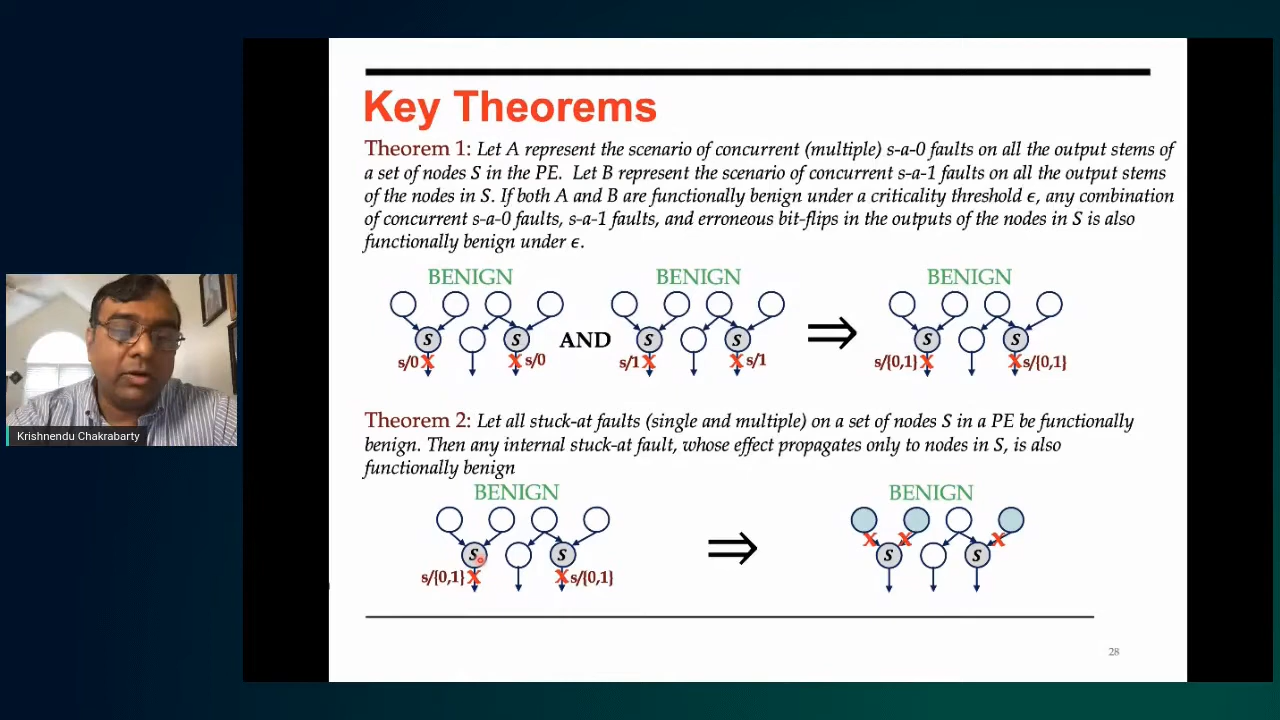 Key Theorems
Theorem 1: Let A represent the scenario of concurrent (multiple) s-a-0 faults on all the output stems of
a set of nodes S in the PE. Let B represent the scenario of concurrent s-a-1 faults on all the output stems
of the nodes in S. If both A and B are functionally benign under a criticality threshold ϵ, any combination
of concurrent s-a-0 faults, s-a-1 faults, and erroneous bit-flips in the outputs of the nodes in S is also
functionally benign under ϵ.
BENIGN BENIGN BENIGN
S S AND S S ⇒ S S
s/0 X X s/0 s/1 X X s/1 s/{0,1} X X s/{0,1}
Krishnendu Chakrabarty
Theorem 2: Let all stuck-at faults (single and multiple) on a set of nodes S in a PE be functionally
benign. Then any internal stuck-at fault, whose effect propagates only to nodes in S, is also
functionally benign
BENIGN BENIGN
X X X
S S ⇒ S S
s/{0,1} X X s/{0,1}
28